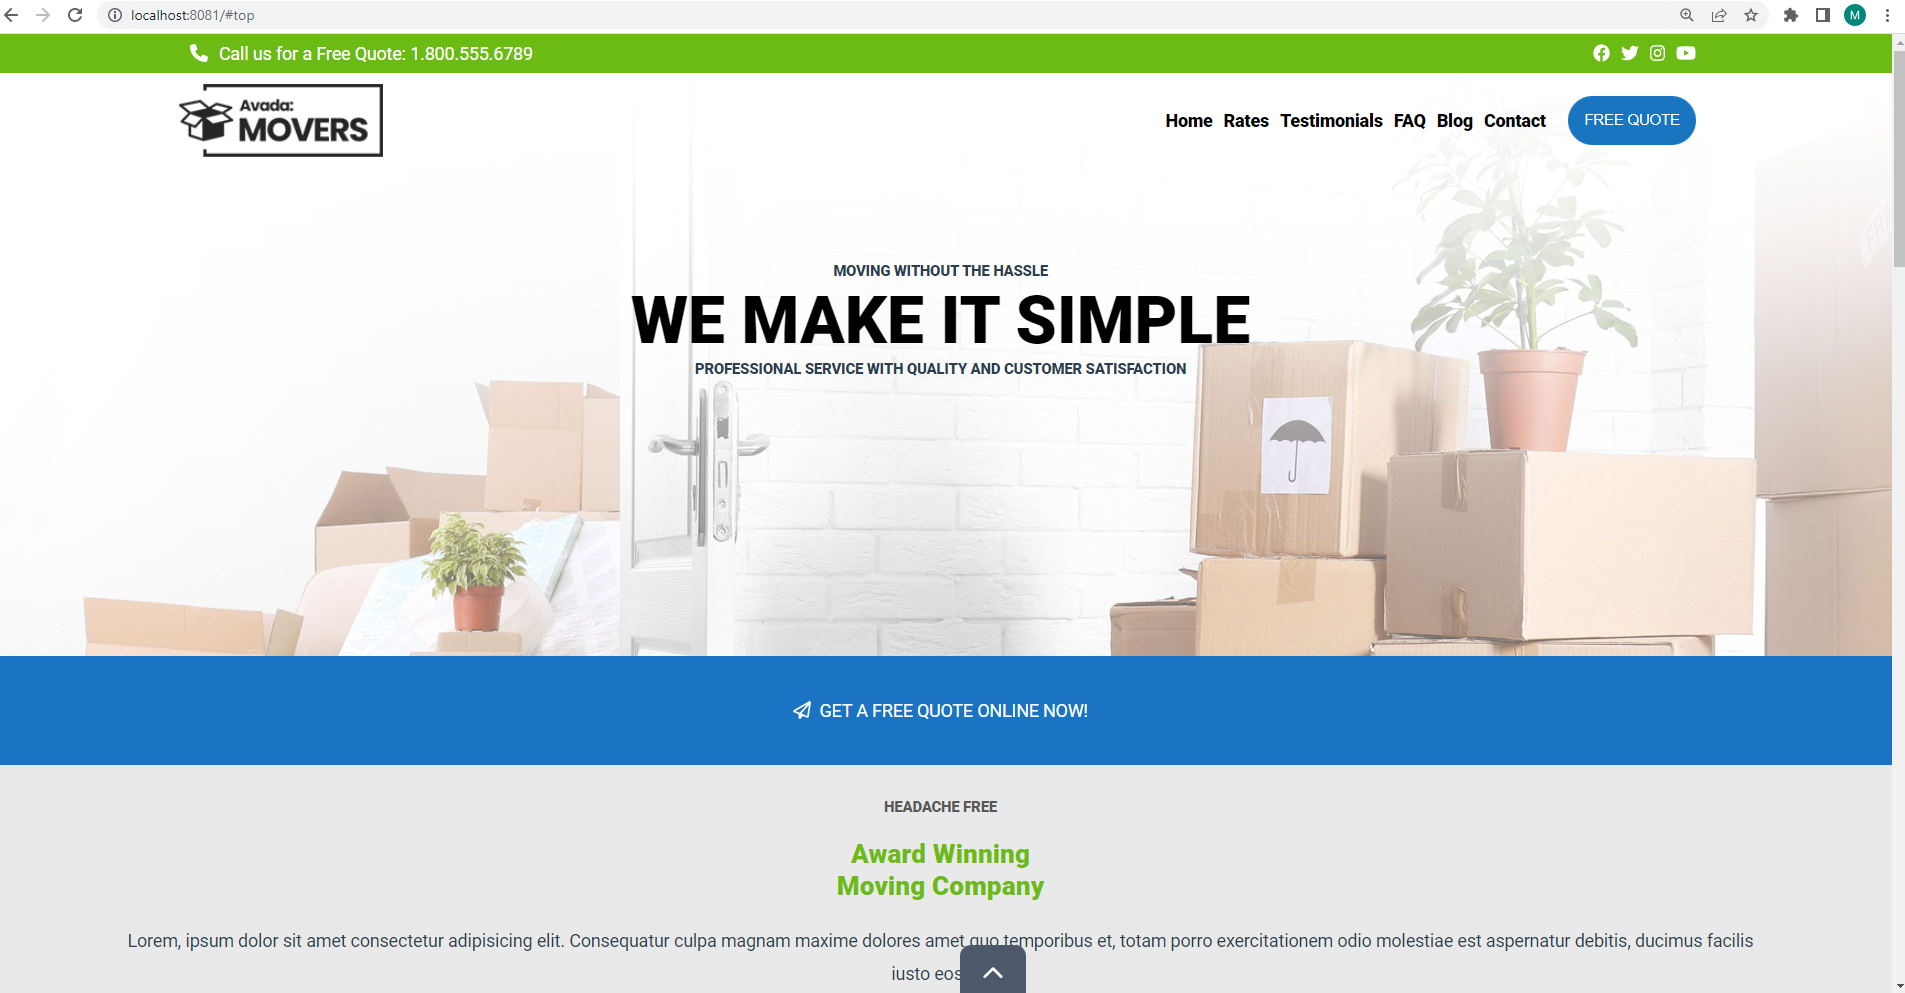 localhost:8081/#top
M
Call us for a Free Quote: 1.800.555.6789
Avada:
MOVERS
Home Rates Testimonials FAQ Blog Contact FREE QUOTE
MOVING WITHOUT THE HASSLE
WE MAKE IT SIMPLE
PROFESSIONAL SERVICE WITH QUALITY AND CUSTOMER SATISFACTION
GET A FREE QUOTE ONLINE NOW!
HEADACHE FREE
Award Winning
Moving Company
Lorem, ipsum dolor sit amet consectetur adipisicing elit. Consequatur culpa magnam maxime dolores amet quo temporibus et, totam porro exercitationem odio molestiae est aspernatur debitis, ducimus facilis
iusto eos